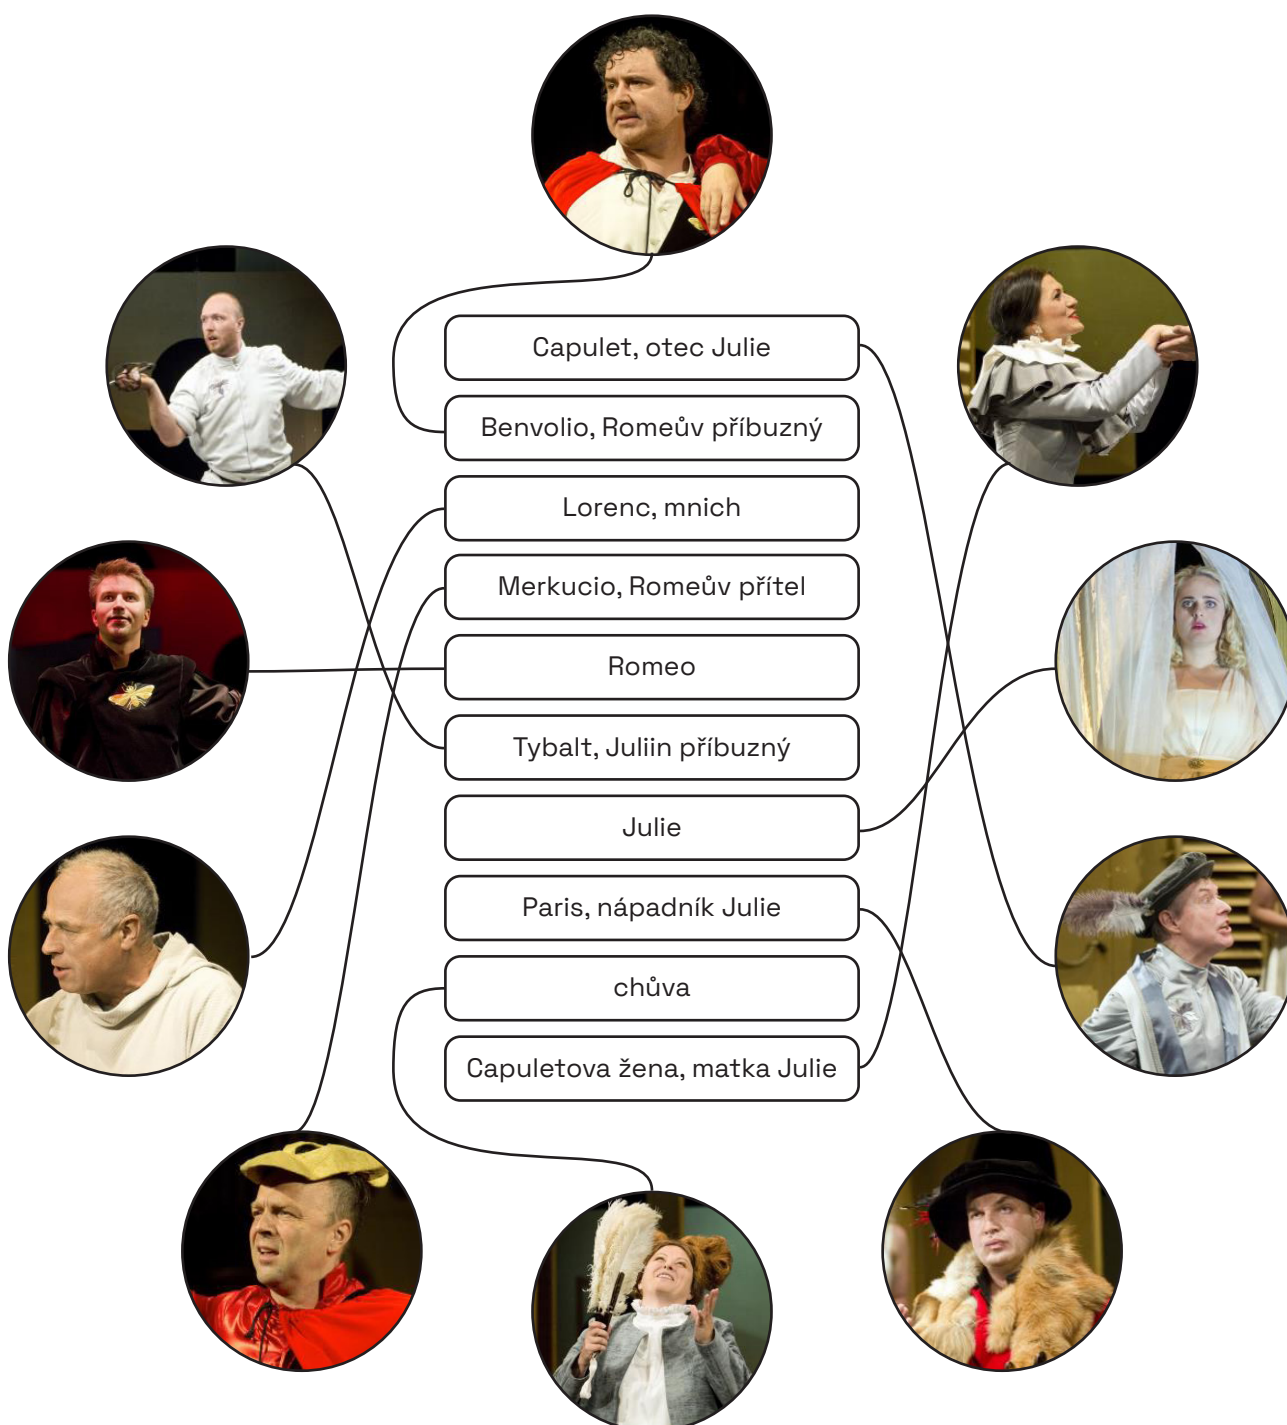 Capulet, otec Julie
Benvolio, Romeův příbuzný
Lorenc, mnich
Merkucio, Romeův přítel
Romeo
Tybalt, Juliin příbuzný
Julie
Paris, nápadník Julie
chůva
Capuletova žena, matka Julie